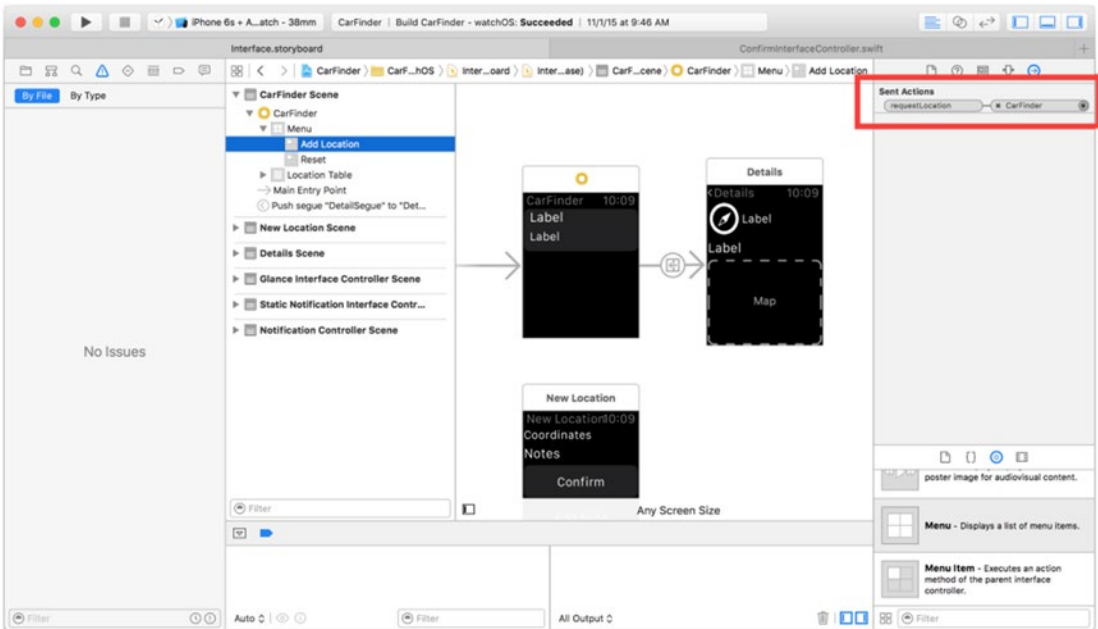 iPhone 6s + A...atch - 38mm
CarFinder | Build CarFinder - watchOS: Succeeded | 11/1/15 at 9:46 AM
Interface.storyboard
ConfirmInterfaceController.swift
CarFinder
CarF...hOS
Inter...oard
Inter...ase)
CarF...cene
CarFinder
Menu
Add Location
By File
By Type
No Issues
Filter
CarFinder Scene
CarFinder
Menu
Add Location
Reset
Location Table
Main Entry Point
Push segue "DetailSegue" to "Det...
New Location Scene
Details Scene
Glance Interface Controller Scene
Static Notification Interface Contr...
Notification Controller Scene
Filter
CarFinder 10:09
Label
Label
Details
<Details 10:09
Label
Label
Map
New Location
New Location10:09
Coordinates
Notes
Confirm
Any Screen Size
Auto
Filter
All Output
Sent Actions
requestLocation
CarFinder
poster image for audiovisual content.
Menu - Displays a list of menu items.
Menu Item - Executes an action
method of the parent interface
controller.
Filter